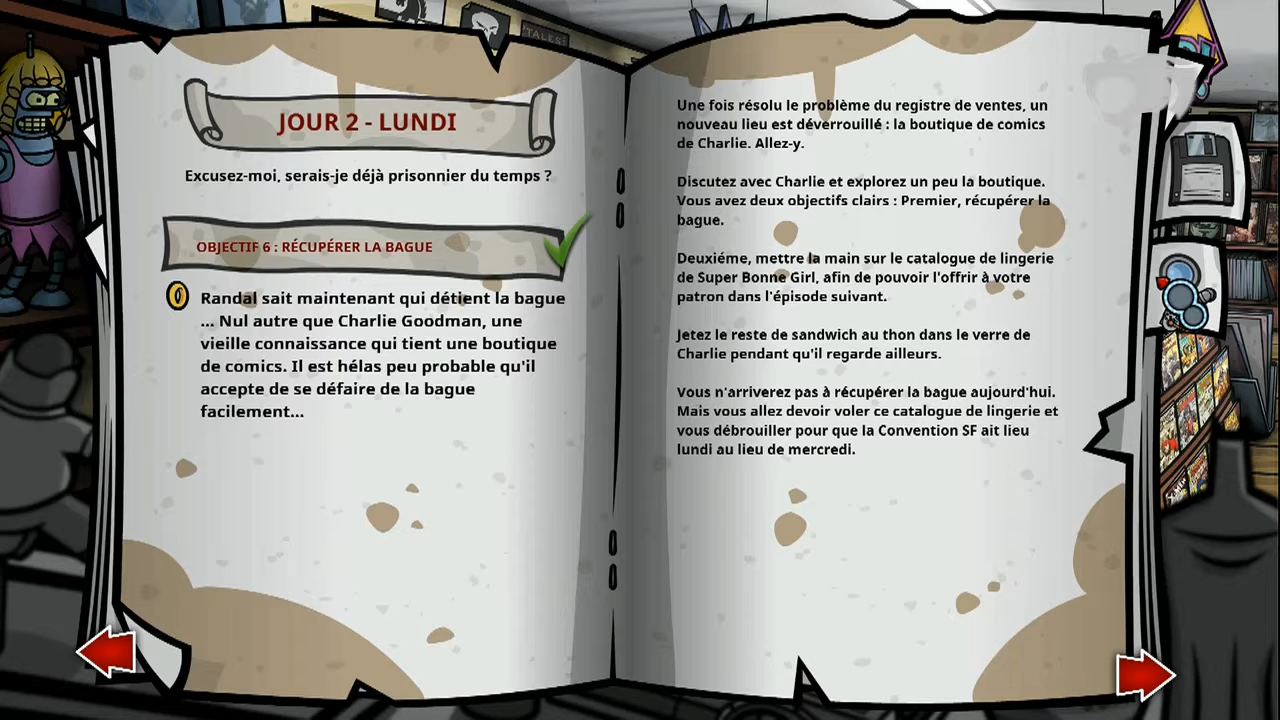 TALES
JOUR 2 - LUNDI
Excusez-moi, serais-je déjà prisonnier du temps ?
OBJECTIF 6 : RÉCUPÉRER LA BAGUE
Randal sait maintenant qui détient la bague
... Nul autre que Charlie Goodman, une
vieille connaissance qui tient une boutique
de comics. Il est hélas peu probable qu'il
accepte de se défaire de la bague
facilement...
Une fois résolu le problème du registre de ventes, un
nouveau lieu est déverrouillé : la boutique de comics
de Charlie. Allez-y.
Discutez avec Charlie et explorez un peu la boutique.
Vous avez deux objectifs clairs : Premier, récupérer la
bague.
Deuxiéme, mettre la main sur le catalogue de lingerie
de Super Bonne Girl, afin de pouvoir l'offrir à votre
patron dans l'épisode suivant.
Jetez le reste de sandwich au thon dans le verre de
Charlie pendant qu'il regarde ailleurs.
Vous n'arriverez pas à récupérer la bague aujourd'hui.
Mais vous allez devoir voler ce catalogue de lingerie et
vous débrouiller pour que la Convention SF ait lieu
lundi au lieu de mercredi.